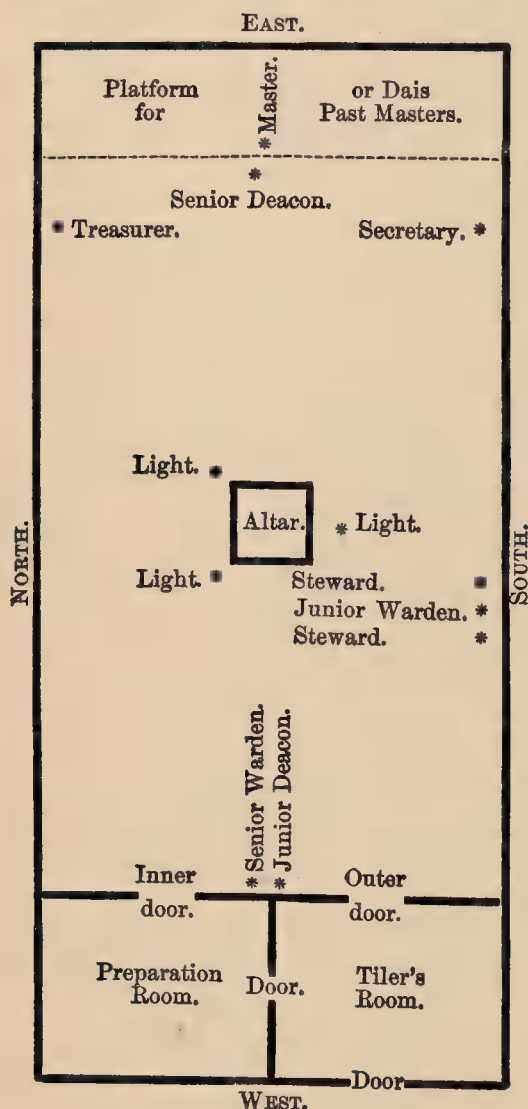 EAST.
Platform
for
Master.
or Dais
Past Masters.
Senior Deacon.
Treasurer.
Secretary.
Light.
Altar.
Light.
Light.
Steward.
Junior Warden.
Steward.
NORTH.
SOUTH.
Senior Warden.
Junior Deacon.
Inner
door.
Outer
door.
Preparation
Room.
Door.
Tiler's
Room.
Door
WEST.